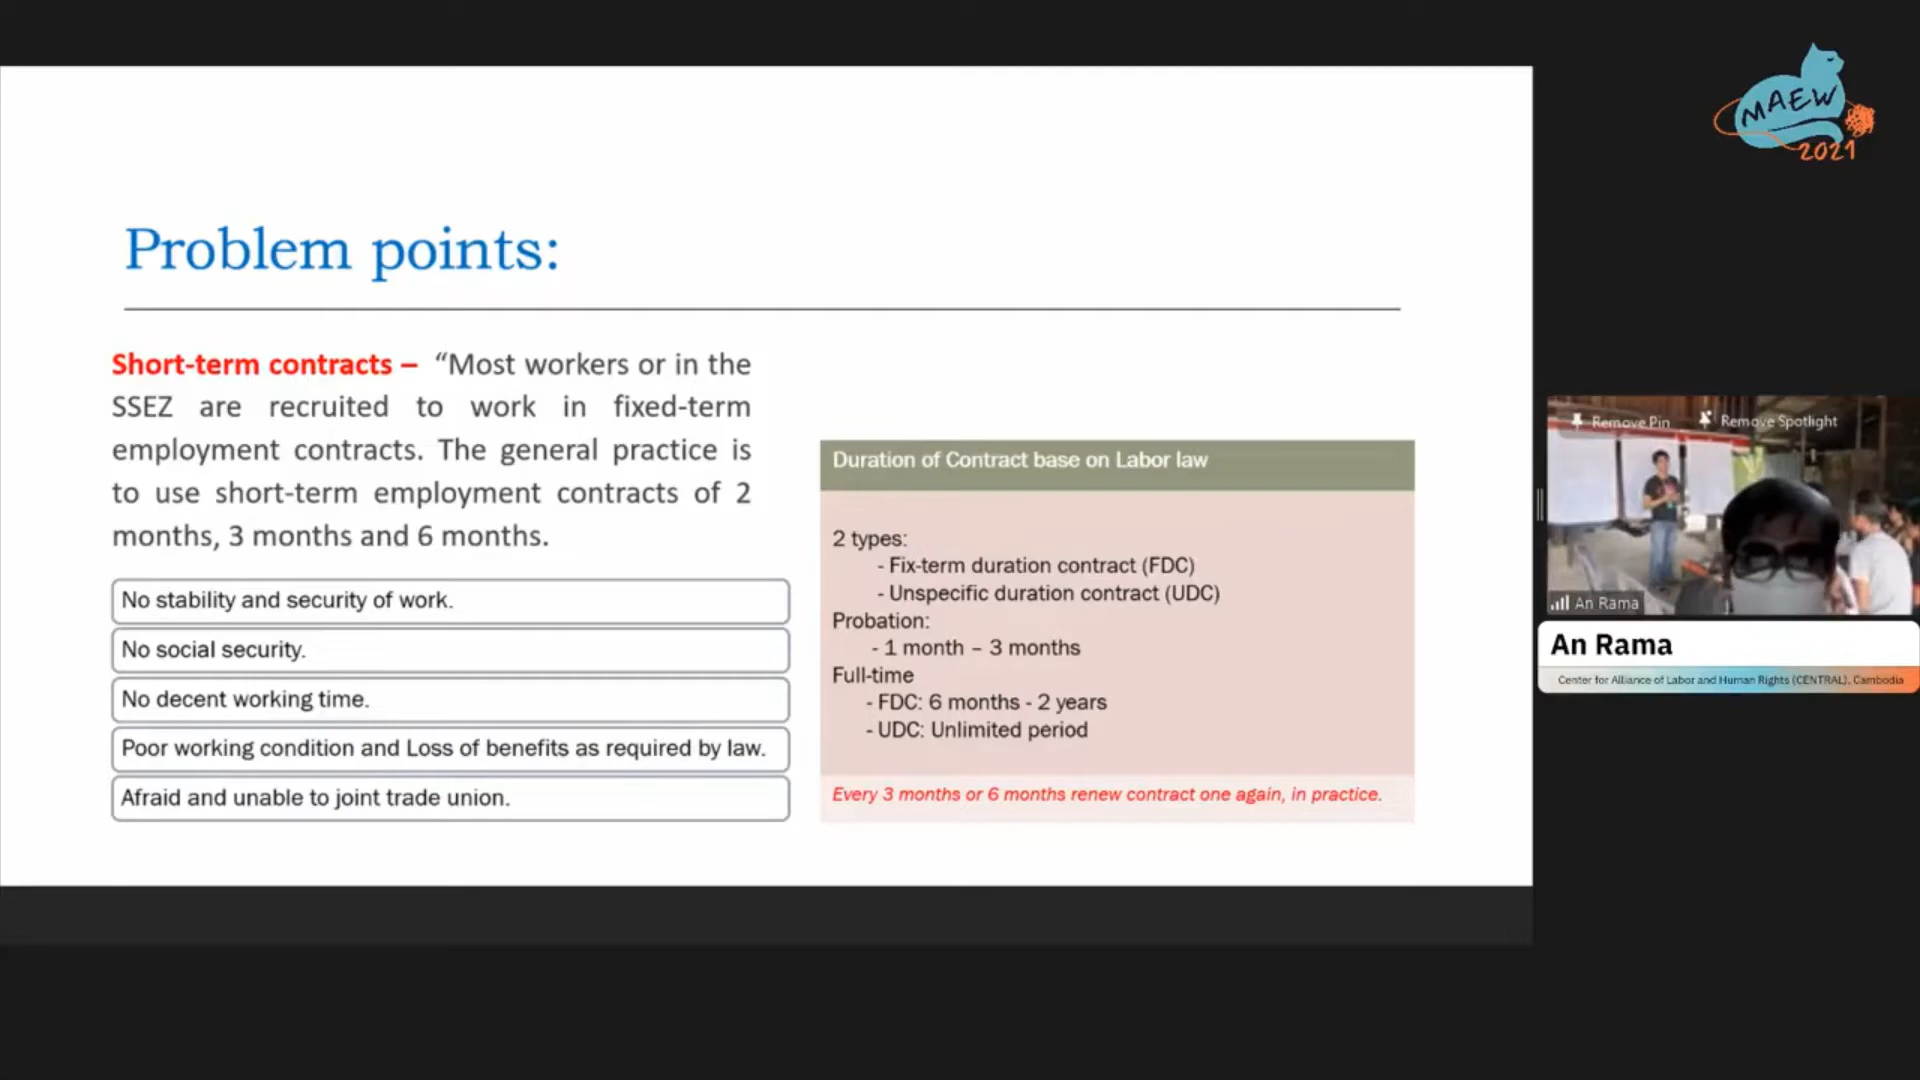 MAEW
2021
Problem points:
Short-term contracts – “Most workers or in the
SSEZ are recruited to work in fixed-term
employment contracts. The general practice is
to use short-term employment contracts of 2
months, 3 months and 6 months.
No stability and security of work.
No social security.
No decent working time.
Poor working condition and Loss of benefits as required by law.
Afraid and unable to joint trade union.
Duration of Contract base on Labor law
2 types:
- Fix-term duration contract (FDC)
- Unspecific duration contract (UDC)
Probation:
- 1 month – 3 months
Full-time
- FDC: 6 months - 2 years
- UDC: Unlimited period
Every 3 months or 6 months renew contract one again, in practice.
Remove Pin
Remove Spotlight
An Rama
An Rama
Center for Alliance of Labor and Human Rights (CENTRAL), Cambodia